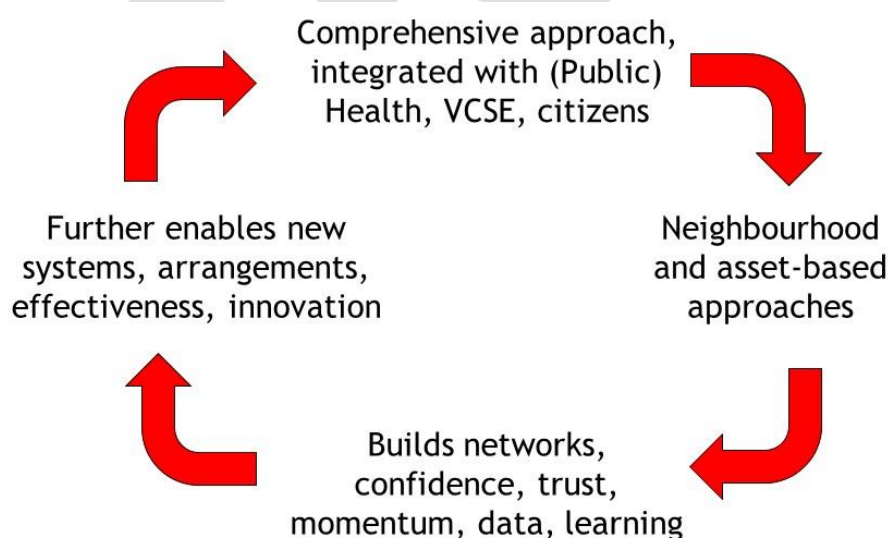 Comprehensive approach,
integrated with (Public)
Health, VCSE, citizens
Neighbourhood
and asset-based
approaches
Builds networks,
confidence, trust,
momentum, data, learning
Further enables new
systems, arrangements,
effectiveness, innovation